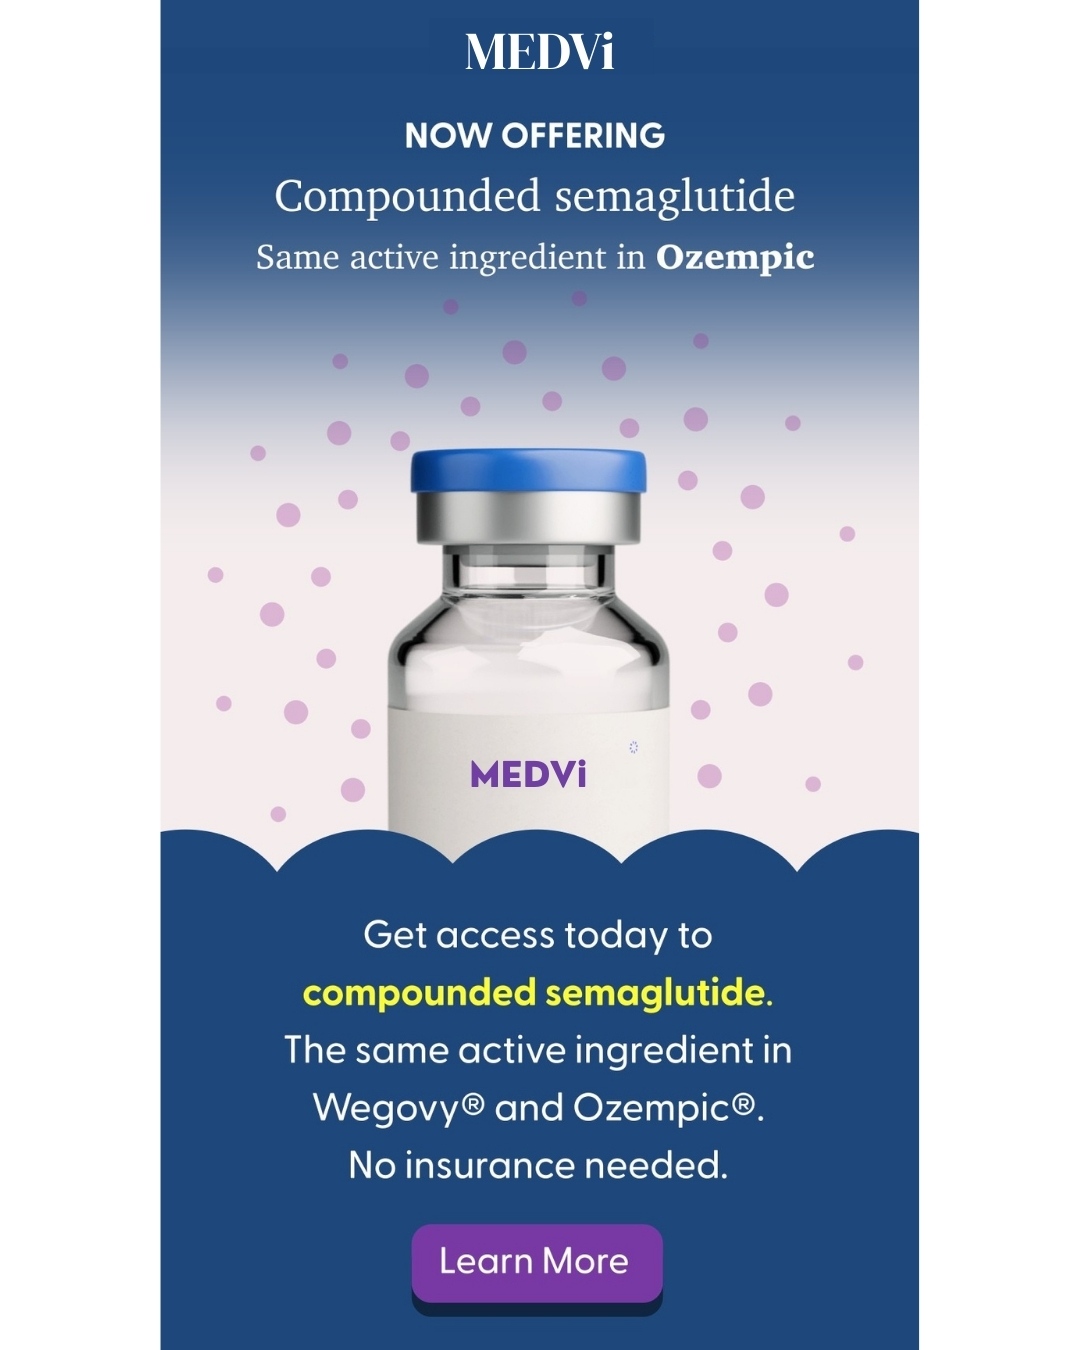 MEDVi
NOW OFFERING
Compounded semaglutide
Same active ingredient in Ozempic
MEDVi
Get access today to
compounded semaglutide.
The same active ingredient in
Wegovy® and Ozempic®.
No insurance needed.
Learn More